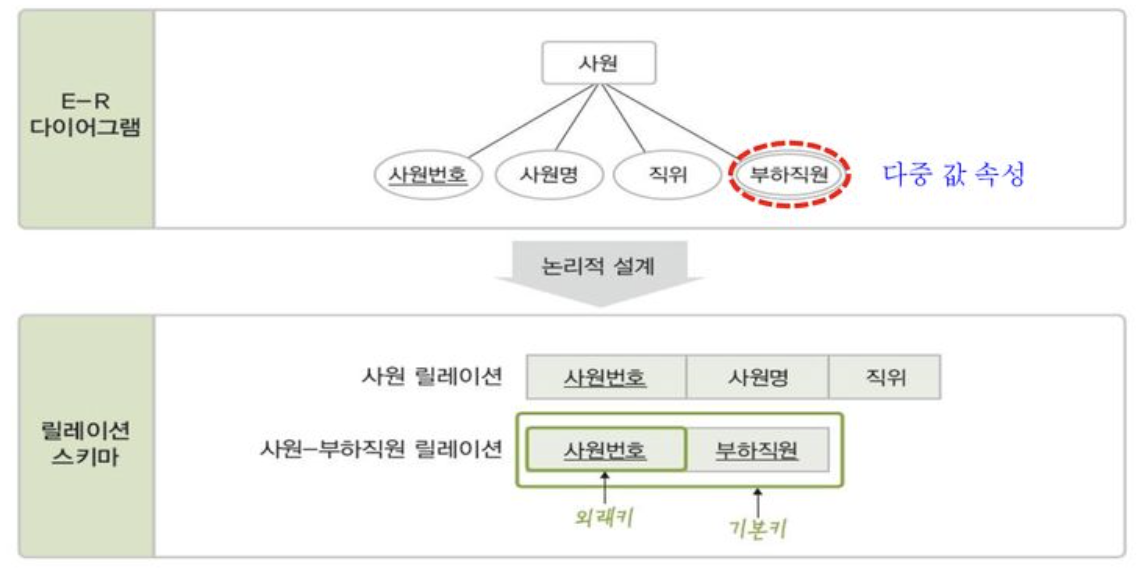 사원
E-R
다이어그램
사원번호 사원명 직위 부하직원 다중 값 속성
논리적 설계
사원 릴레이션 사원번호 사원명 직위
릴레이션
스키마
사원-부하직원 릴레이션 사원번호 부하직원
외래키
기본키